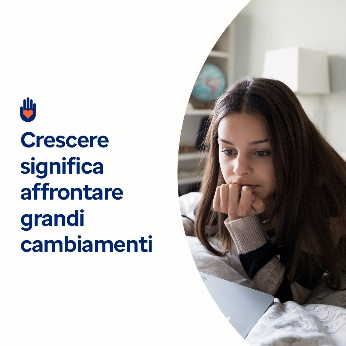 Crescere
significa
affrontare
grandi
cambiamenti